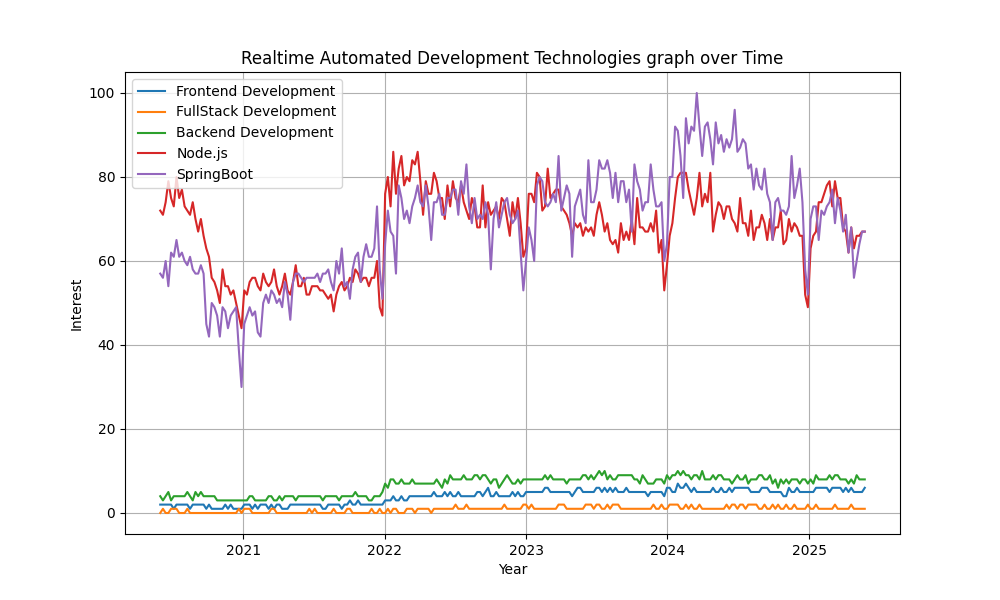 Realtime Automated Development Technologies graph over Time
Frontend Development
FullStack Development
Backend Development
Node.js
SpringBoot
100
80
60
40
20
0
Interest
2021 2022 2023 2024 2025
Year